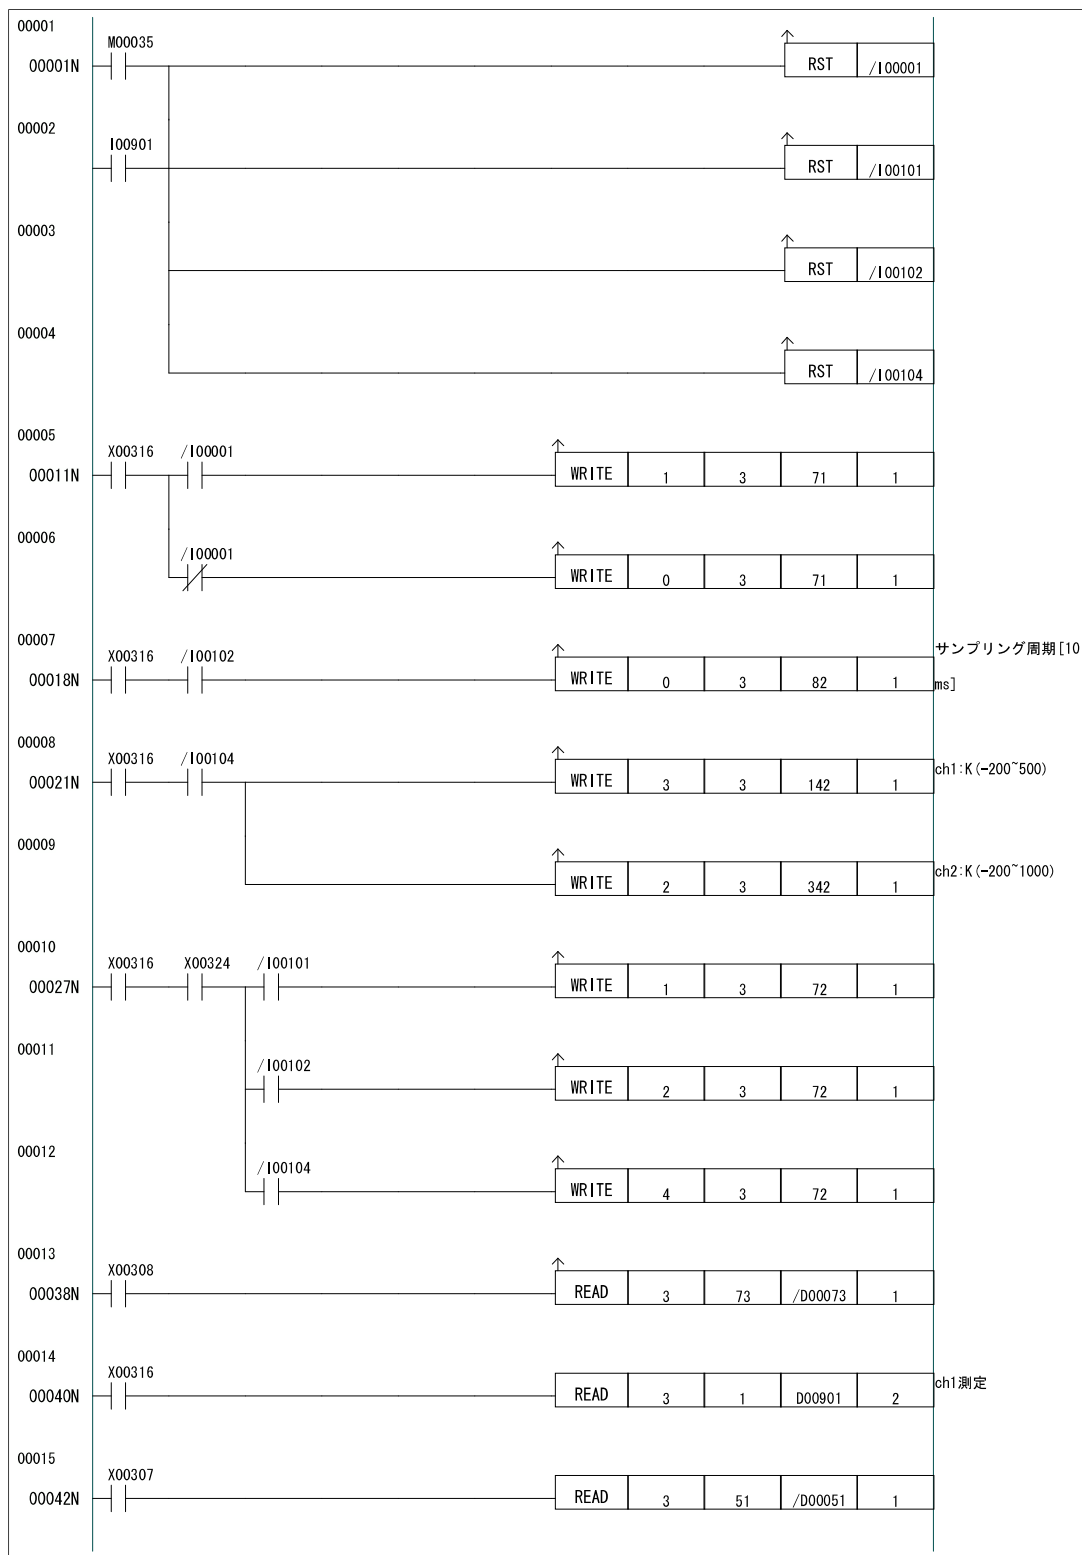 00001
M00035
00001N RST /I00001
00002
I00901
RST /I00101
00003
RST /I00102
00004
RST /I00104
00005
X00316 /I00001
00011N WRITE 1 3 71 1
00006
/I00001
WRITE 0 3 71 1
00007
X00316 /I00102
00018N WRITE 0 3 82 1
サンプリング周期[10
ms]
00008
X00316 /I00104
00021N WRITE 3 3 142 1
ch1:K(-200~500)
00009
WRITE 2 3 342 1
ch2:K(-200~1000)
00010
X00316 X00324 /I00101
00027N WRITE 1 3 72 1
00011
/I00102
WRITE 2 3 72 1
00012
/I00104
WRITE 4 3 72 1
00013
X00308
00038N READ 3 73 /D00073 1
00014
X00316
00040N READ 3 1 D00901 2
ch1測定
00015
X00307
00042N READ 3 51 /D00051 1